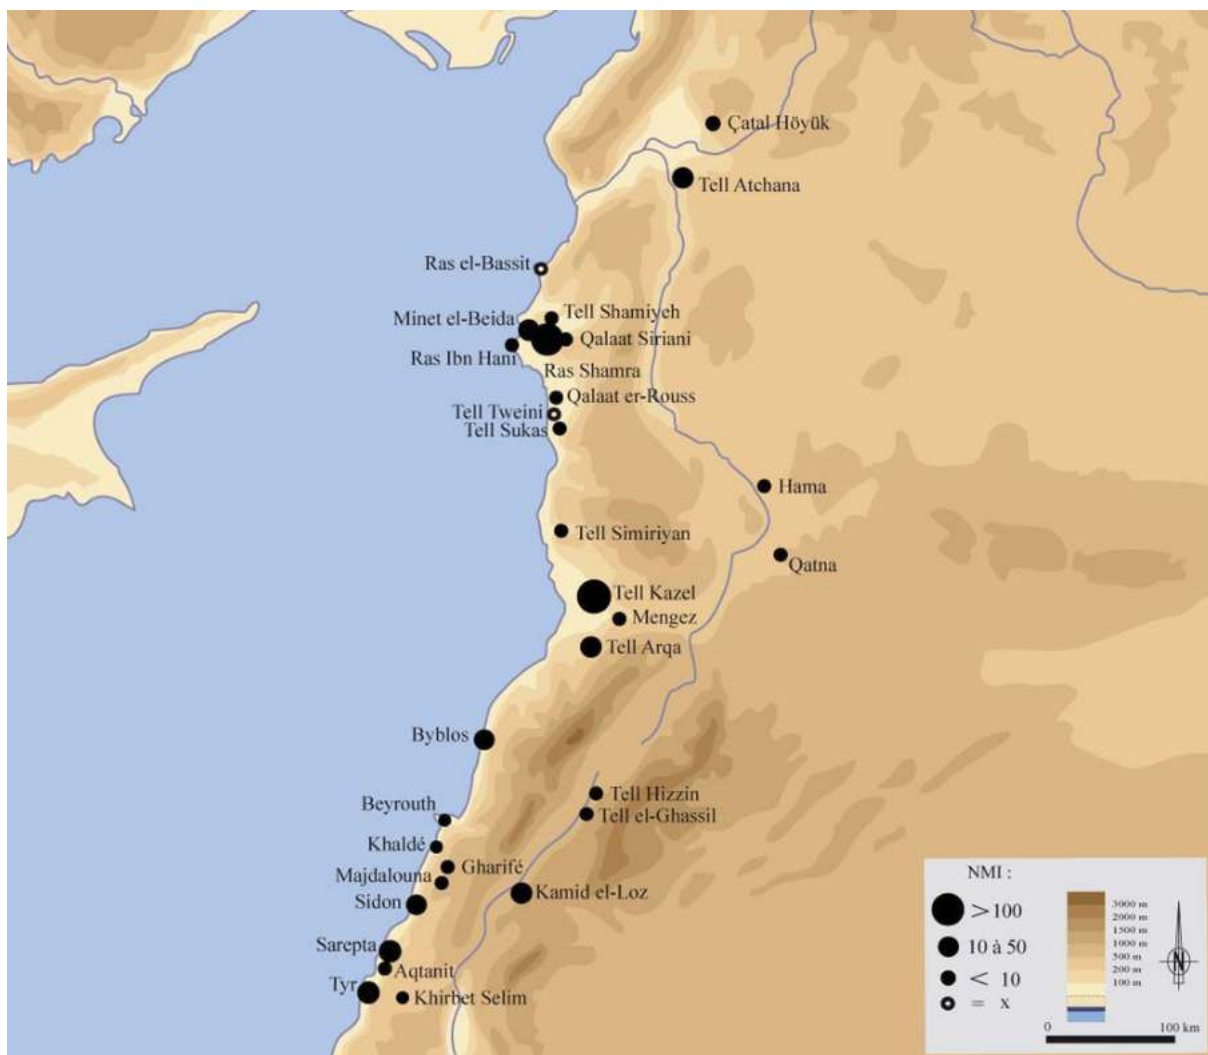 Çatal Höyük
Tell Atchana
Ras el-Bassit
Tell Shamiyeh
Minet el-Beida
Qalaat Siriani
Ras Ibn Hani
Ras Shamra
Qalaat er-Rouss
Tell Tweini
Tell Sukas
Hama
Tell Simiriyan
Qatna
Tell Kazel
Mengez
Tell Arqa
Byblos
Tell Hizzin
Beyrouth
Tell el-Ghassil
Khaldé
Gharifé
Majdalouna
Kamid el-Loz
Sidon
Sarepta
Aqtanit
Tyr
Khirbet Selim
NMI :
> 100
10 à 50
< 10
= x
3000 m
2000 m
1500 m
1000 m
500 m
200 m
100 m
N
0 100 km